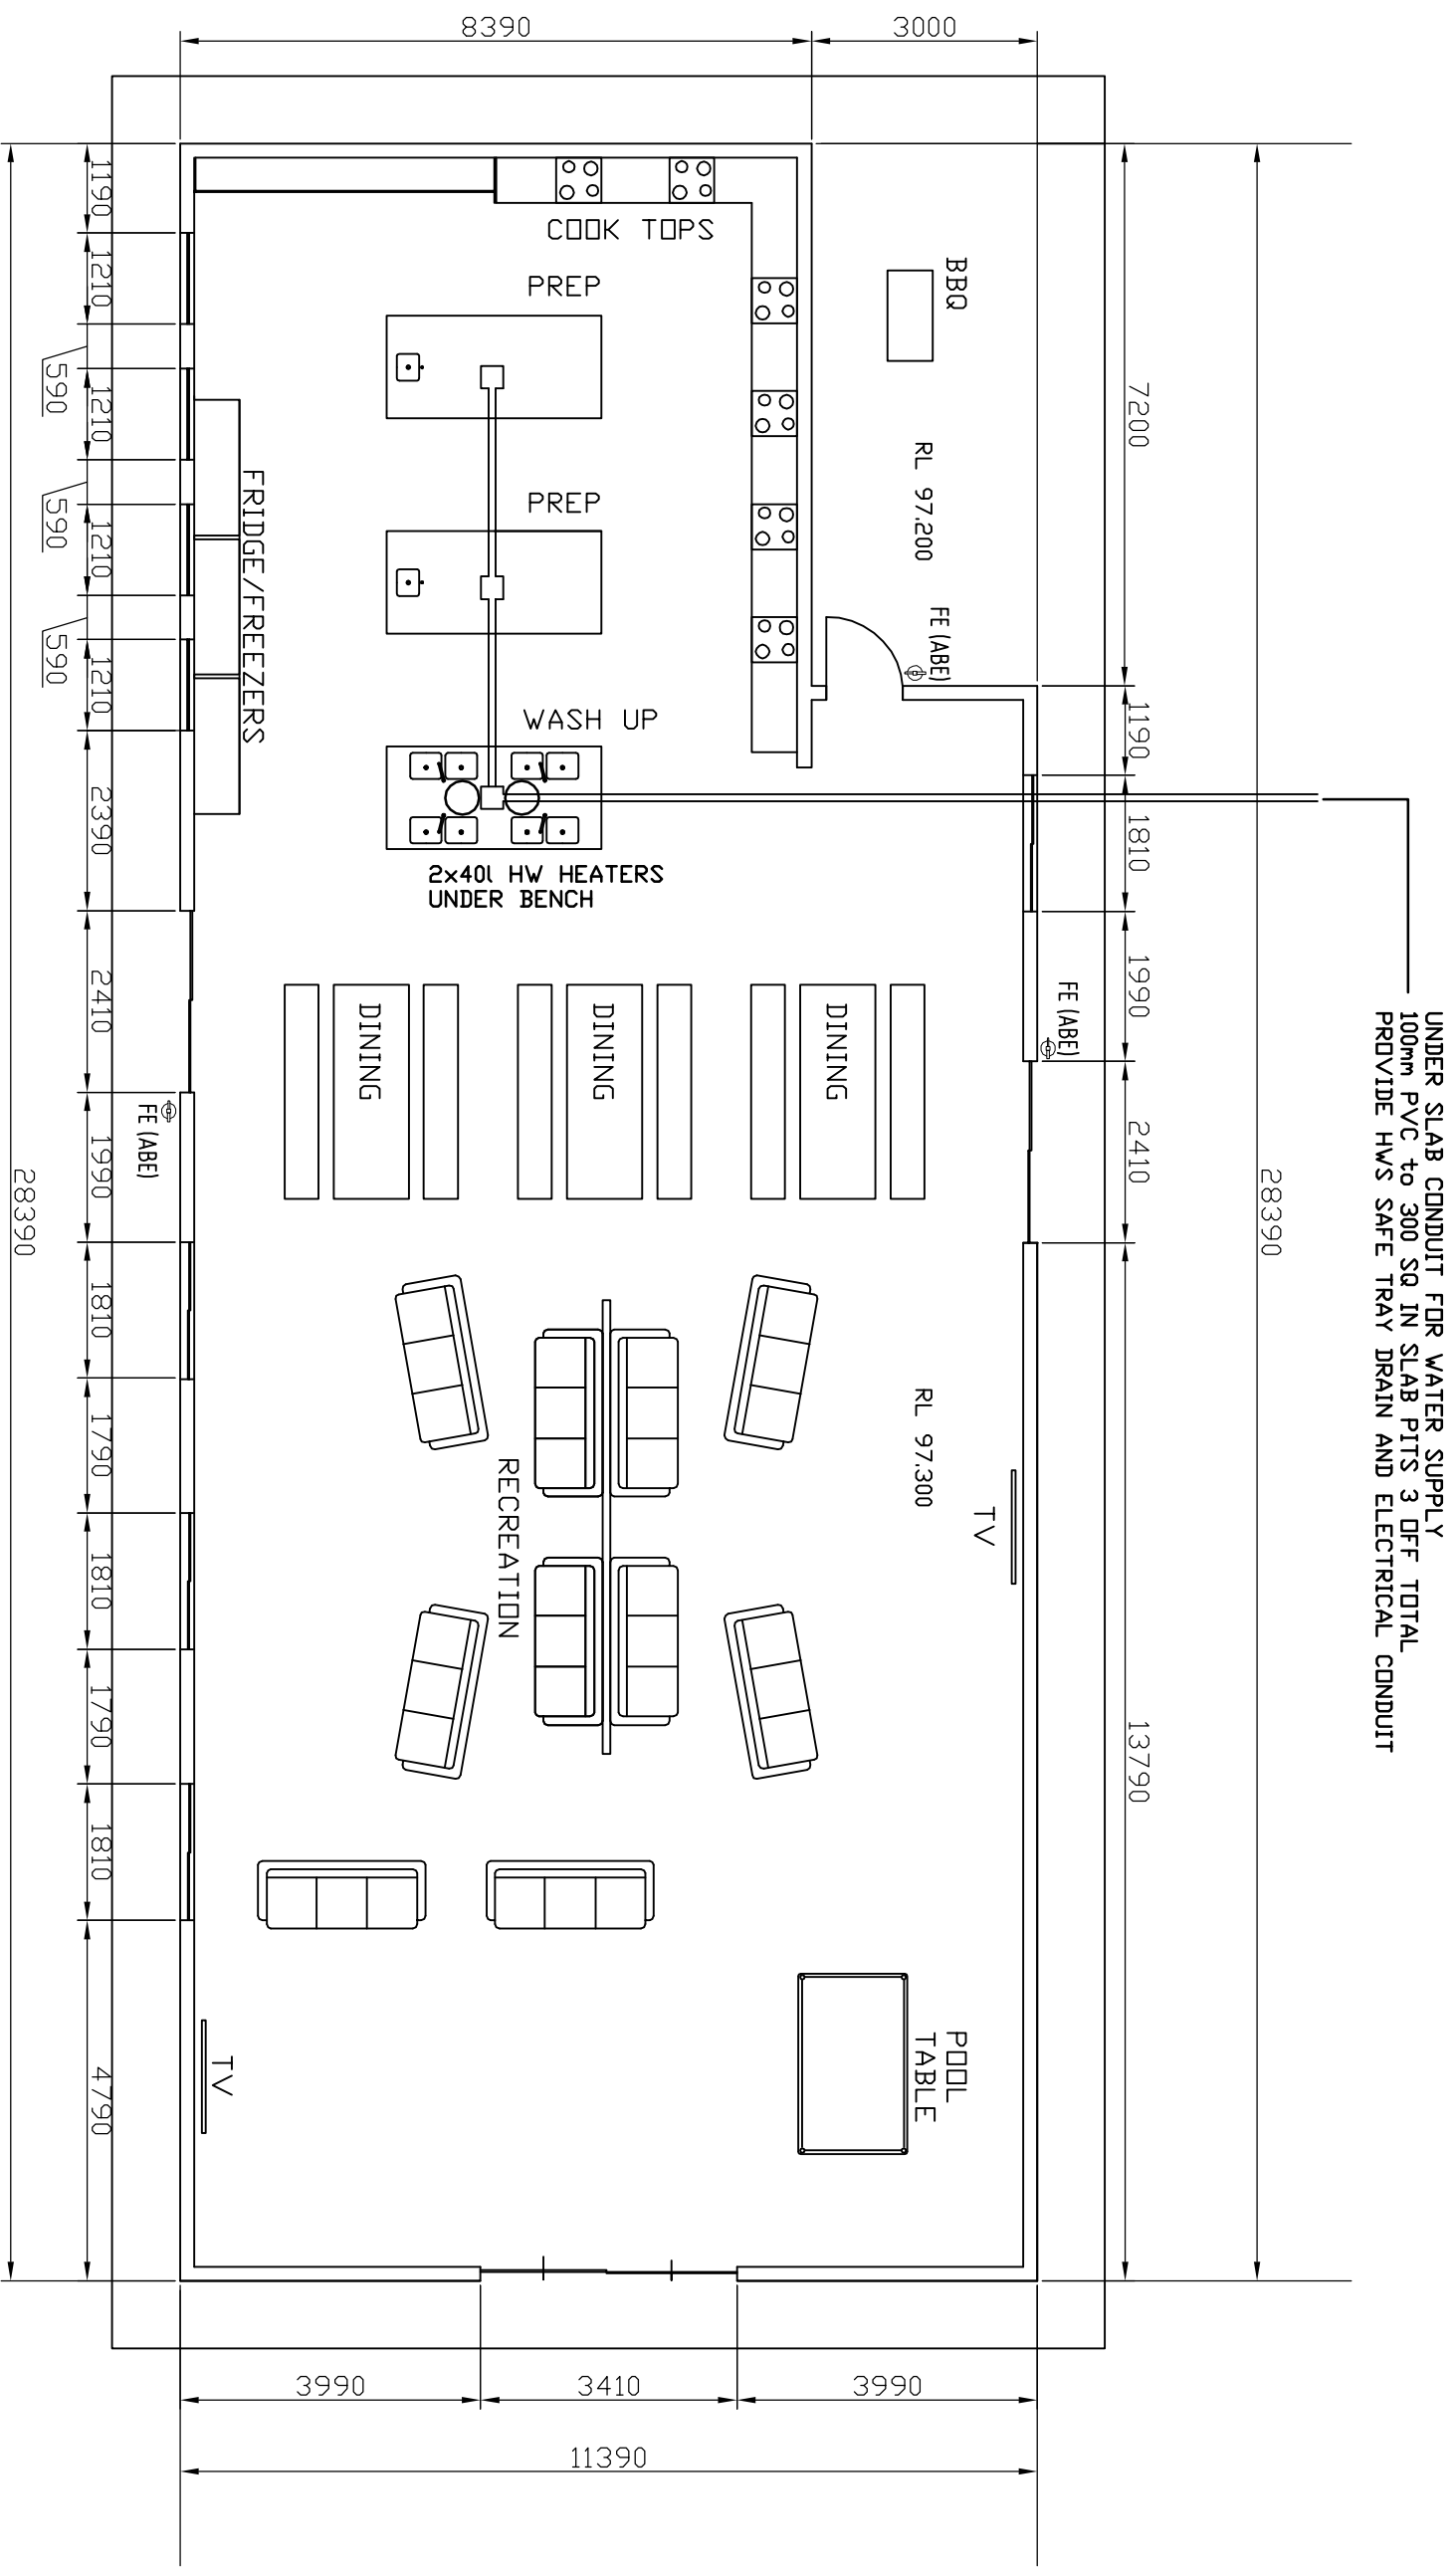 8390
3000
28390
7200
1190
1810
1990
2410
13790
UNDER SLAB CONDUIT FOR WATER SUPPLY
100mm PVC to 300 SQ IN SLAB PITS 3 OFF TOTAL
PROVIDE HWS SAFE TRAY DRAIN AND ELECTRICAL CONDUIT
BBQ
RL 97.200
FE (ABE)
COOK TOPS
PREP
PREP
WASH UP
2x40l HW HEATERS
UNDER BENCH
FRIDGE/FREEZERS
FE (ABE)
DINING
DINING
DINING
FE (ABE)
RL 97.300
TV
RECREATION
POOL
TABLE
TV
1190
1210
590
1210
590
1210
590
1210
2390
2410
1990
1810
1790
1810
1790
1810
4790
28390
3990
3410
3990
11390